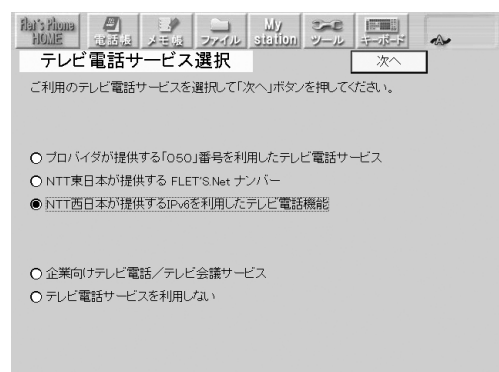 Flet's Phone
HOME
電話帳
メモ帳
ファイル
My
station
ツール
キーボード
テレビ電話サービス選択
次へ
ご利用のテレビ電話サービスを選択して「次へ」ボタンを押してください。
プロバイダが提供する「050」番号を利用したテレビ電話サービス
NTT東日本が提供する FLET'S.Net ナンバー
NTT西日本が提供するIPv6を利用したテレビ電話機能
企業向けテレビ電話/テレビ会議サービス
テレビ電話サービスを利用しない